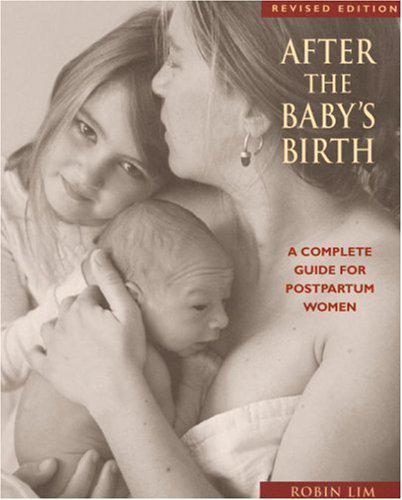 REVISED EDITION
AFTER
THE
BABY'S
BIRTH
A COMPLETE
GUIDE FOR
POSTPARTUM
WOMEN
ROBIN LIM